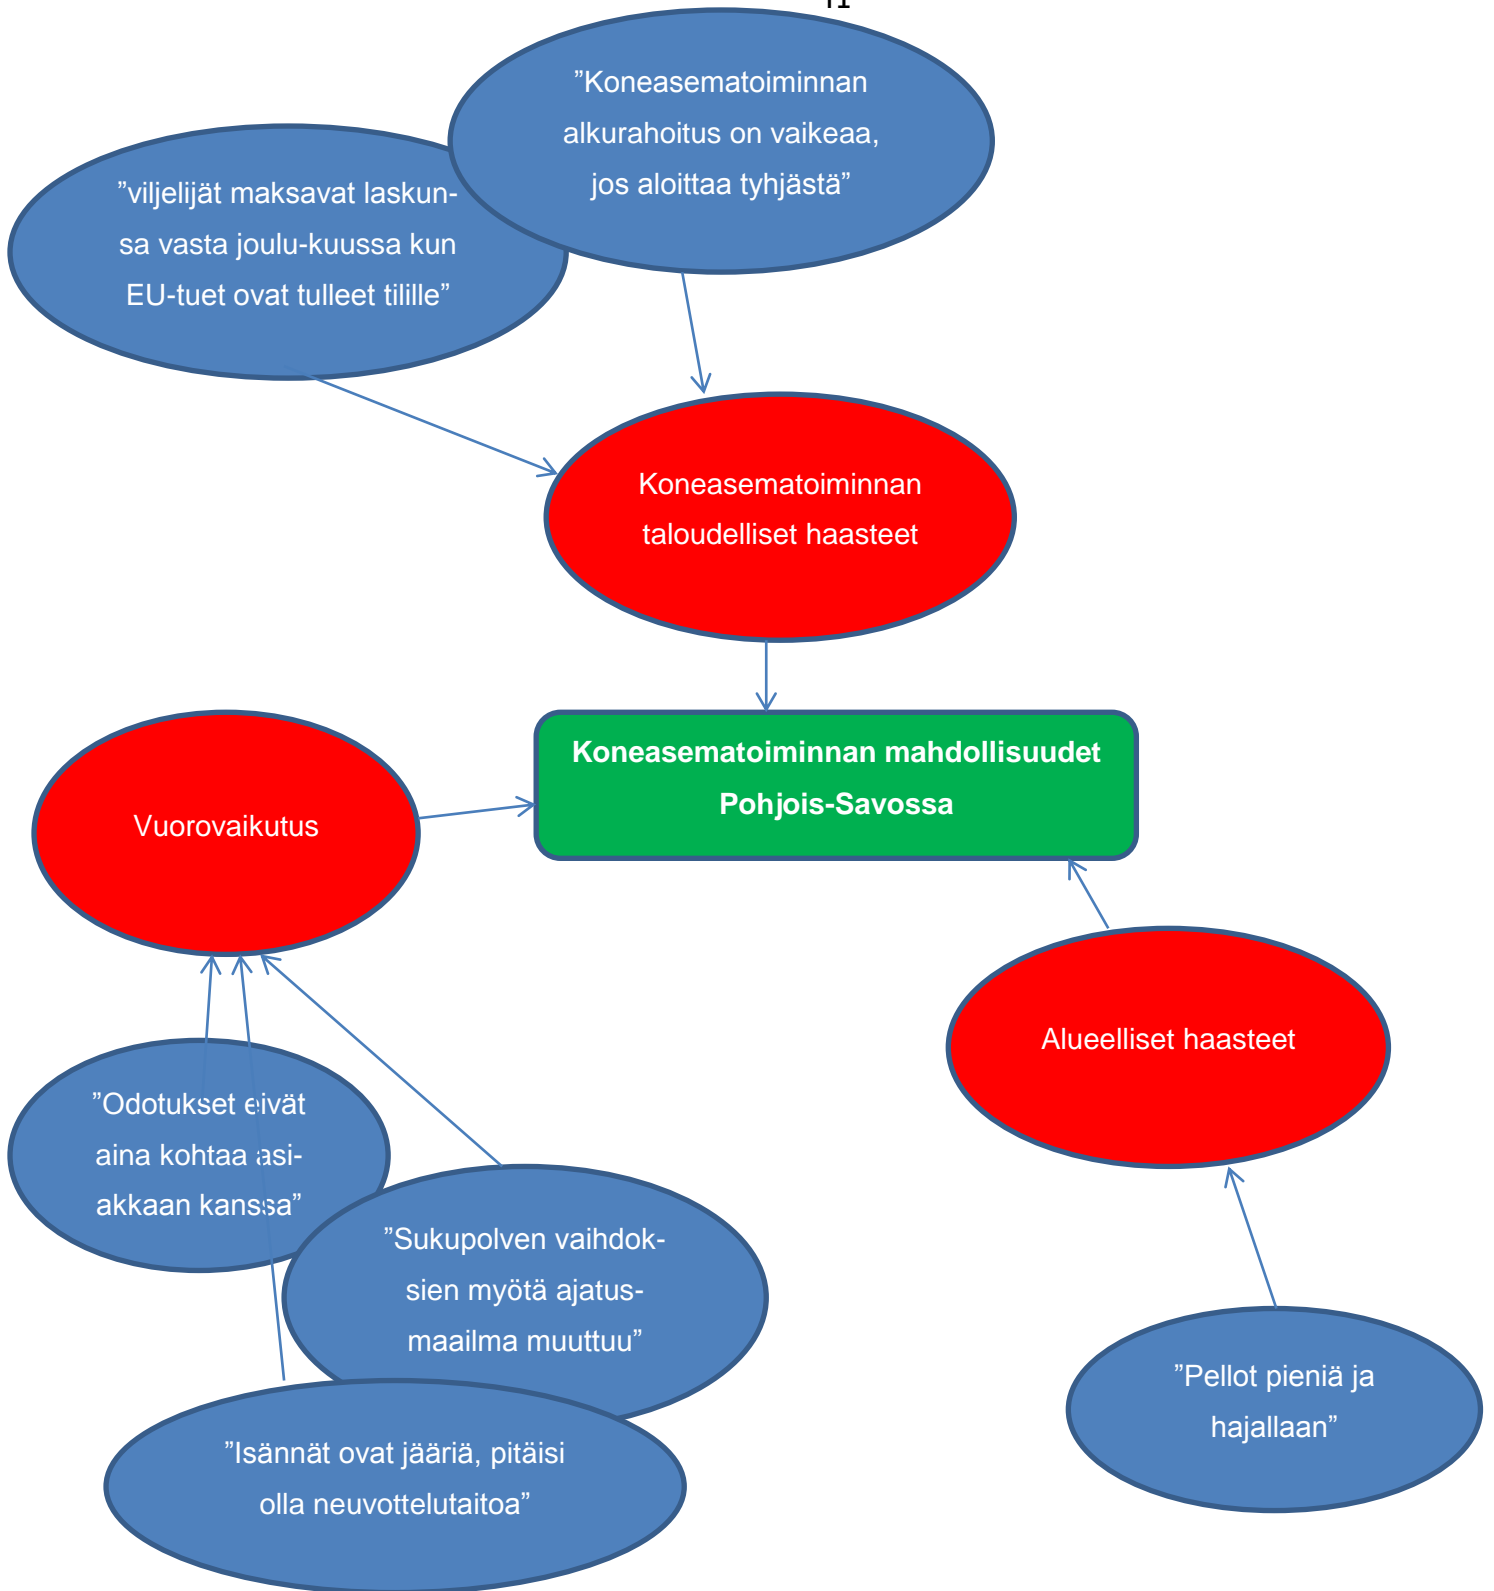 ”Koneasematoiminnan
alkurahoitus on vaikeaa,
jos aloittaa tyhjästä”
”viljelijät maksavat laskun-
sa vasta joulu-kuussa kun
EU-tuet ovat tulleet tilille”
Koneasematoiminnan
taloudelliset haasteet
Koneasematoiminnan mahdollisuudet
Pohjois-Savossa
Vuorovaikutus
Alueelliset haasteet
”Odotukset eivät
aina kohtaa asi-
akkaan kanssa”
”Sukupolven vaihdok-
sien myötä ajatus-
maailma muuttuu”
”Pellot pieniä ja
hajallaan”
”Isännät ovat jääriä, pitäisi
olla neuvottelutaitoa”